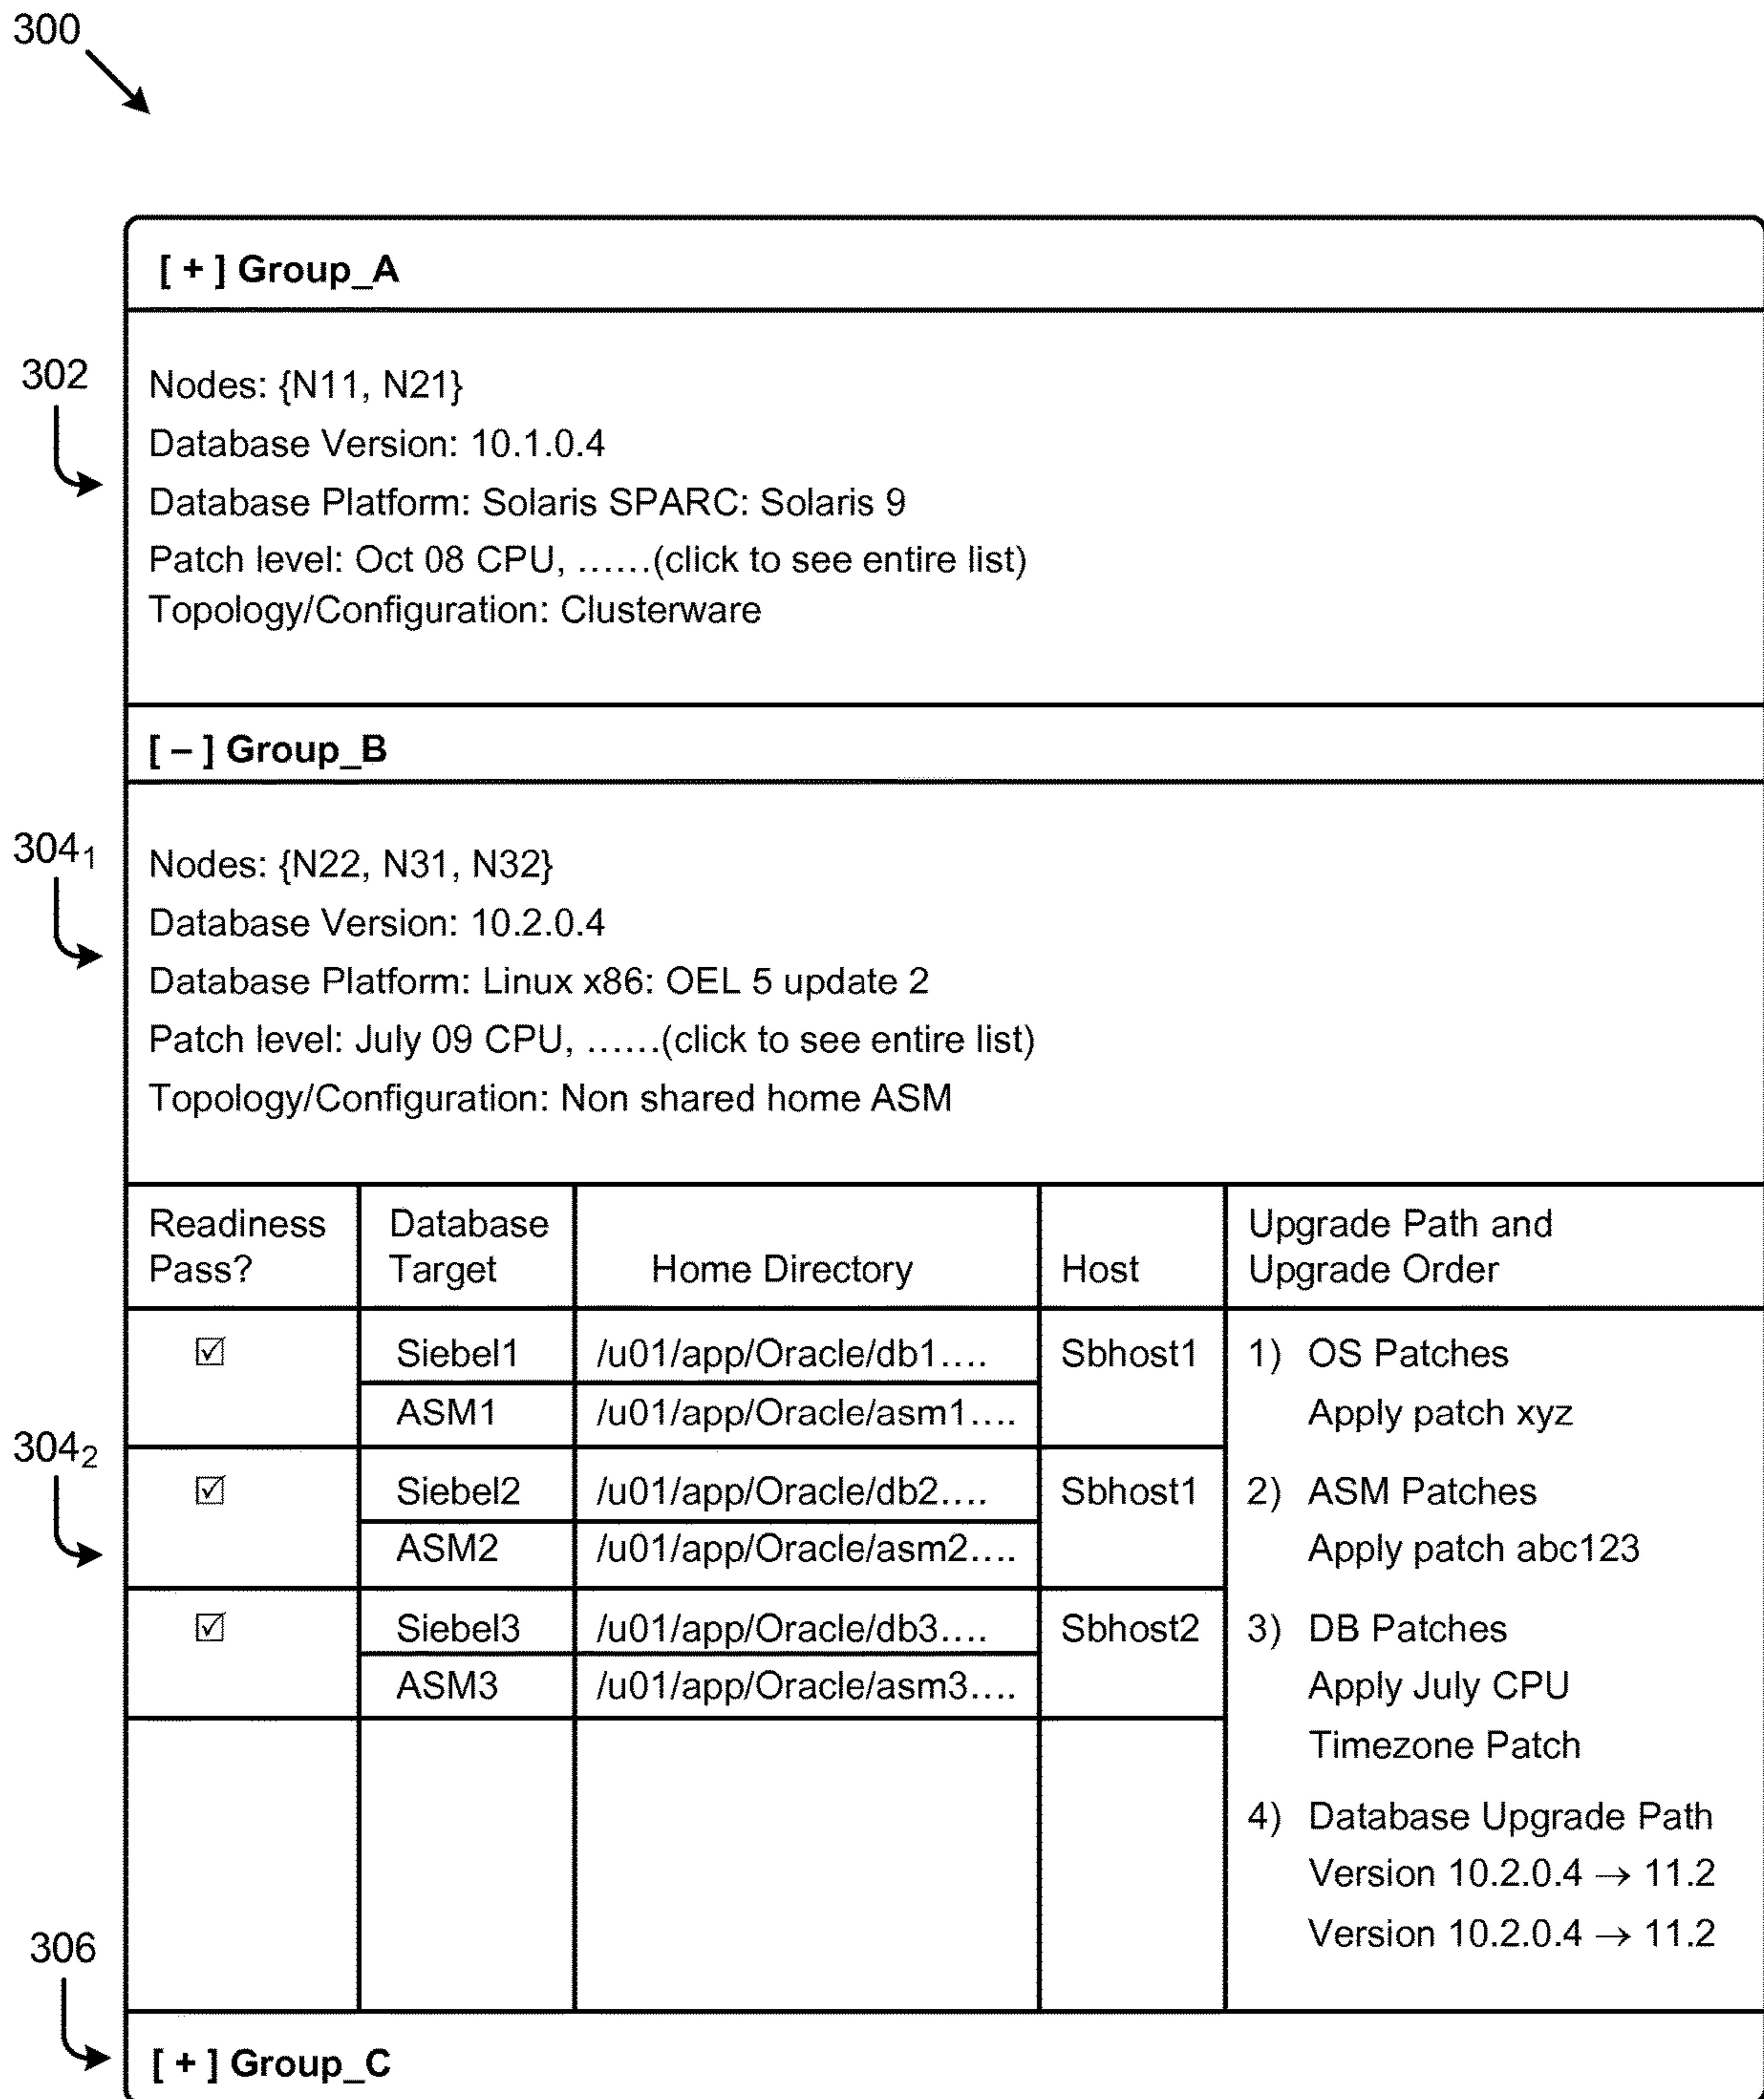 300
[ + ] Group_A
302
Nodes: {N11, N21}
Database Version: 10.1.0.4
Database Platform: Solaris SPARC: Solaris 9
Patch level: Oct 08 CPU, ......(click to see entire list)
Topology/Configuration: Clusterware
[ – ] Group_B
304₁
Nodes: {N22, N31, N32}
Database Version: 10.2.0.4
Database Platform: Linux x86: OEL 5 update 2
Patch level: July 09 CPU, ......(click to see entire list)
Topology/Configuration: Non shared home ASM
Readiness Pass?
Database Target
Home Directory
Host
Upgrade Path and Upgrade Order
304₂
☑ Siebel1 /u01/app/Oracle/db1.... Sbhost1
ASM1 /u01/app/Oracle/asm1....
☑ Siebel2 /u01/app/Oracle/db2.... Sbhost1
ASM2 /u01/app/Oracle/asm2....
☑ Siebel3 /u01/app/Oracle/db3.... Sbhost2
ASM3 /u01/app/Oracle/asm3....
1) OS Patches
Apply patch xyz
2) ASM Patches
Apply patch abc123
3) DB Patches
Apply July CPU
Timezone Patch
4) Database Upgrade Path
Version 10.2.0.4 → 11.2
Version 10.2.0.4 → 11.2
306
[ + ] Group_C